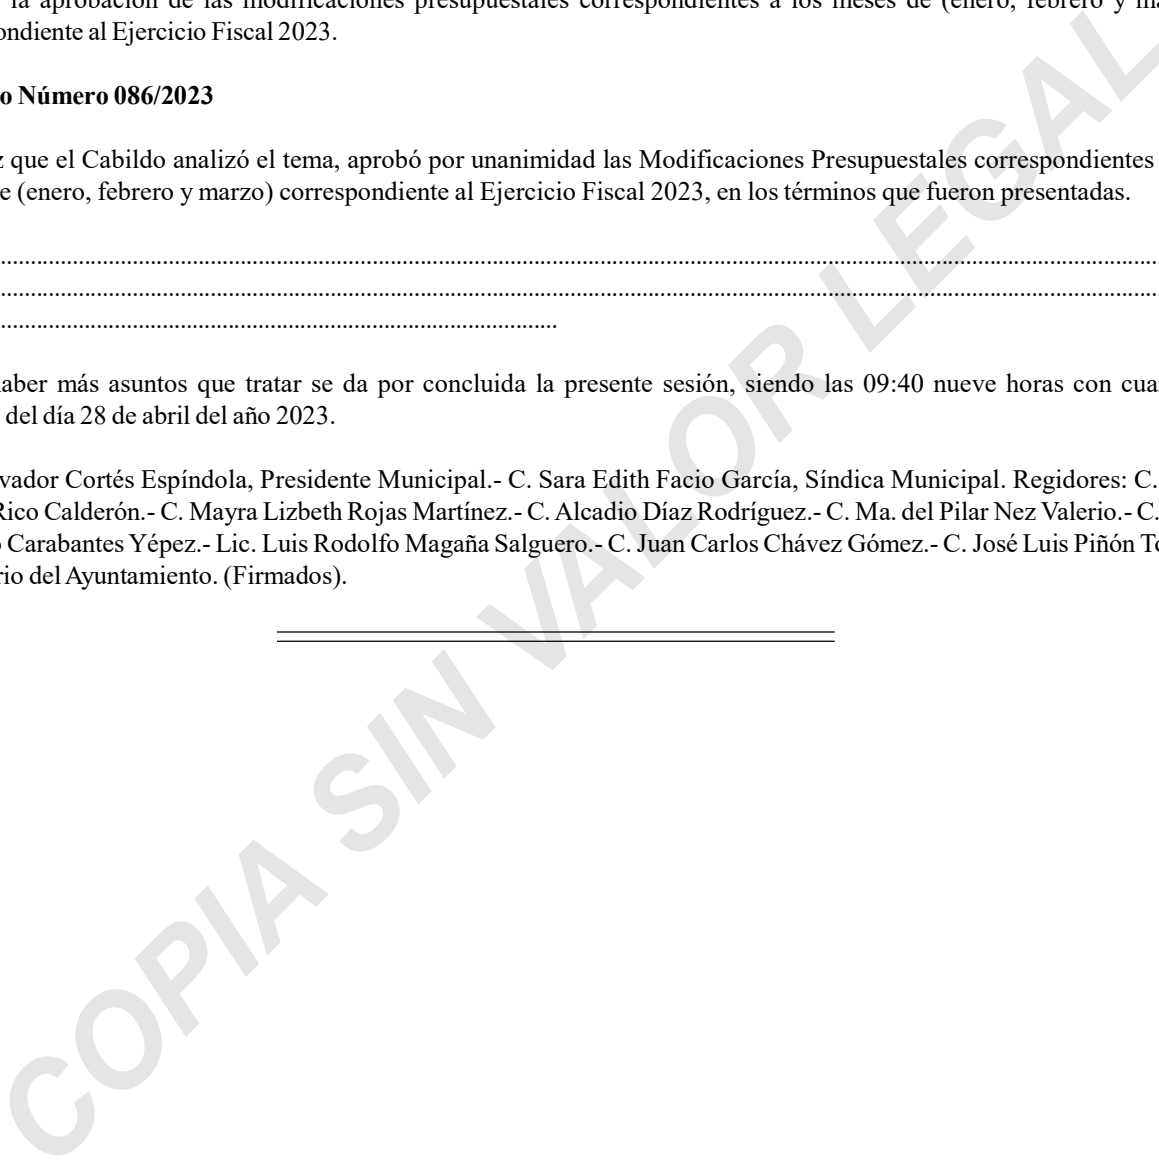 la aprobación de las modificaciones presupuestales correspondientes a los meses de (enero, febrero y
ondiente al Ejercicio Fiscal 2023.
o Número 086/2023
z que el Cabildo analizó el tema, aprobó por unanimidad las Modificaciones Presupuestales correspondientes
e (enero, febrero y marzo) correspondiente al Ejercicio Fiscal 2023, en los términos que fueron presentadas.
haber más asuntos que tratar se da por concluida la presente sesión, siendo las 09:40 nueve horas con cua
del día 28 de abril del año 2023.
vador Cortés Espíndola, Presidente Municipal.- C. Sara Edith Facio García, Síndica Municipal. Regidores: C.
Rico Calderón.- C. Mayra Lizbeth Rojas Martínez.- C. Alcadio Díaz Rodríguez.- C. Ma. del Pilar Nez Valerio.- C.
o Carabantes Yépez.- Lic. Luis Rodolfo Magaña Salguero.- C. Juan Carlos Chávez Gómez.- C. José Luis Piñón To
rio del Ayuntamiento. (Firmados).
COPIA SIN VALOR LEGAL